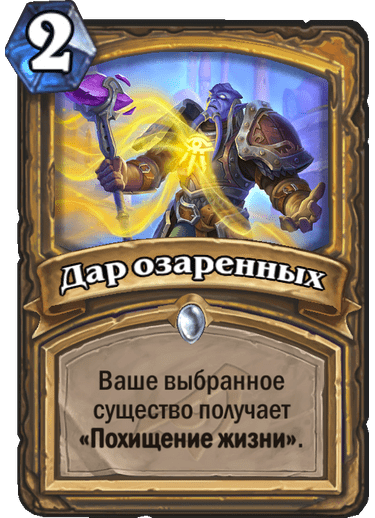 2
Дар озаренных
Ваше выбранное
существо получает
«Похищение жизни».